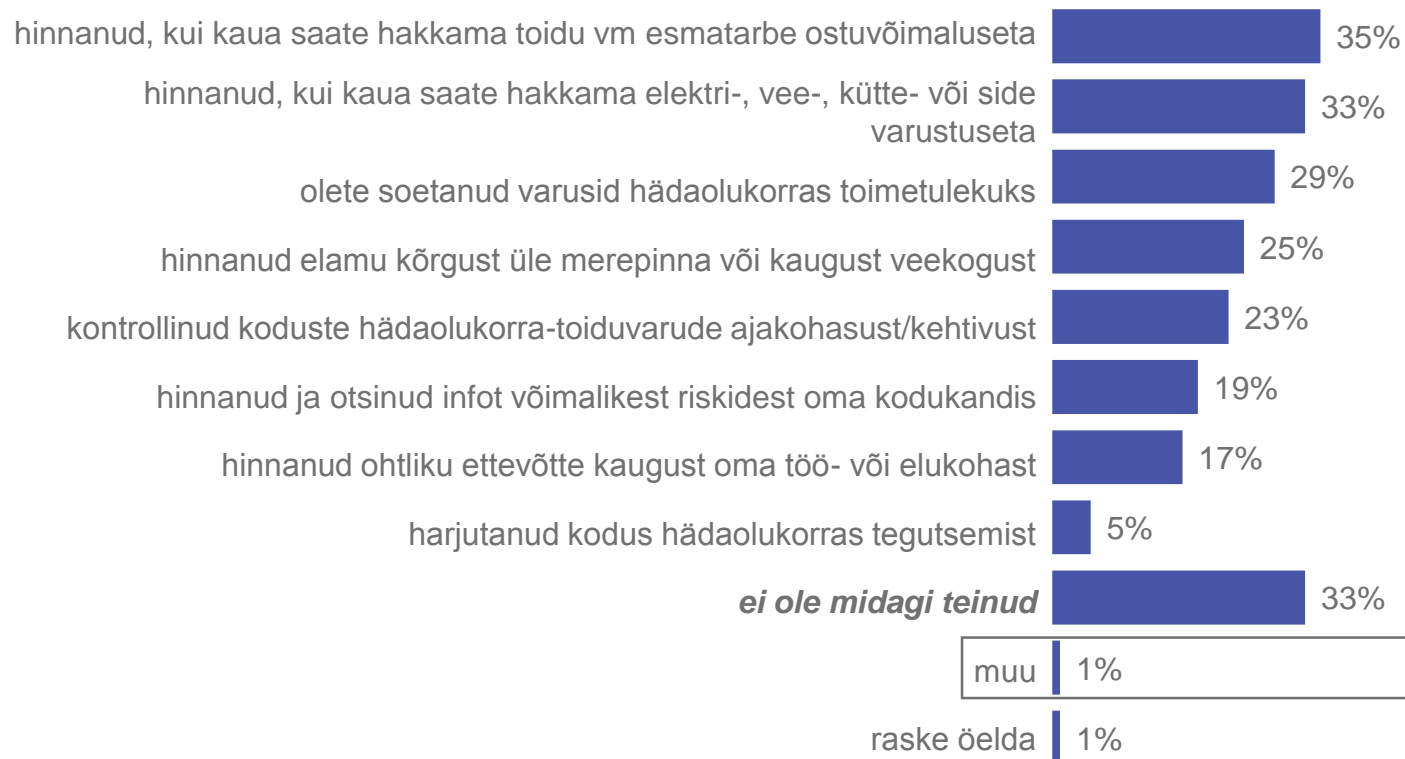 hinnanud, kui kaua saate hakkama toidu vm esmatarbe ostuvõimaluseta 35%
hinnanud, kui kaua saate hakkama elektri-, vee-, kütte- või side
varustuseta 33%
olete soetanud varusid hädaolukorras toimetulekuks 29%
hinnanud elamu kõrgust üle merepinna või kaugust veekogust 25%
kontrollinud koduste hädaolukorra-toiduvarude ajakohasust/kehtivust 23%
hinnanud ja otsinud infot võimalikest riskidest oma kodukandis 19%
hinnanud ohtliku ettevõtte kaugust oma töö- või elukohast 17%
harjutanud kodus hädaolukorras tegutsemist 5%
ei ole midagi teinud 33%
muu 1%
raske öelda 1%